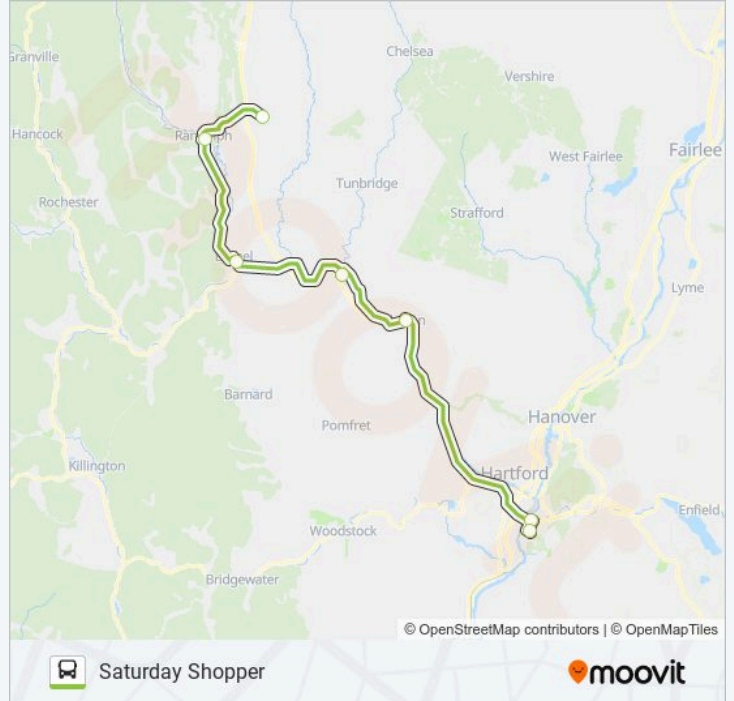 Chelsea
Granville
Vershire
Hancock
Randolph
Fairlee
West Fairlee
Tunbridge
Rochester
Strafford
Lyme
Barnard
Hanover
Pomfret
Killington
Hartford
Enfield
Woodstock
Bridgewater
© OpenStreetMap contributors | © OpenMapTiles
Saturday Shopper
moovit